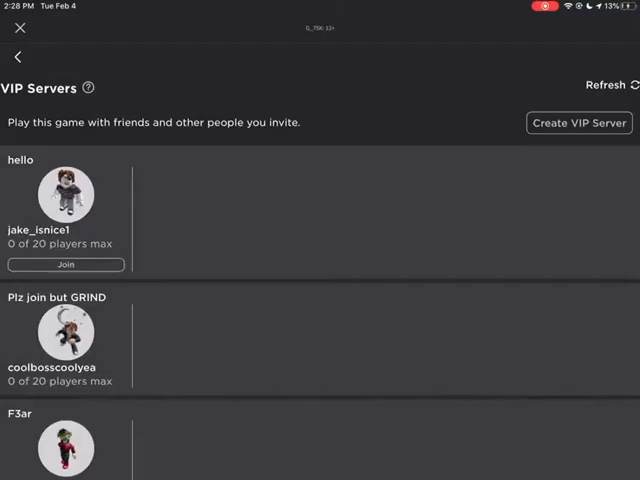 2:28 PM Tue Feb 4
13%
VIP Servers ?
Refresh
Play this game with friends and other people you invite.
Create VIP Server
hello
jake_isnice1
0 of 20 players max
Join
Plz join but GRIND
coolbosscoolyea
0 of 20 players max
F3ar